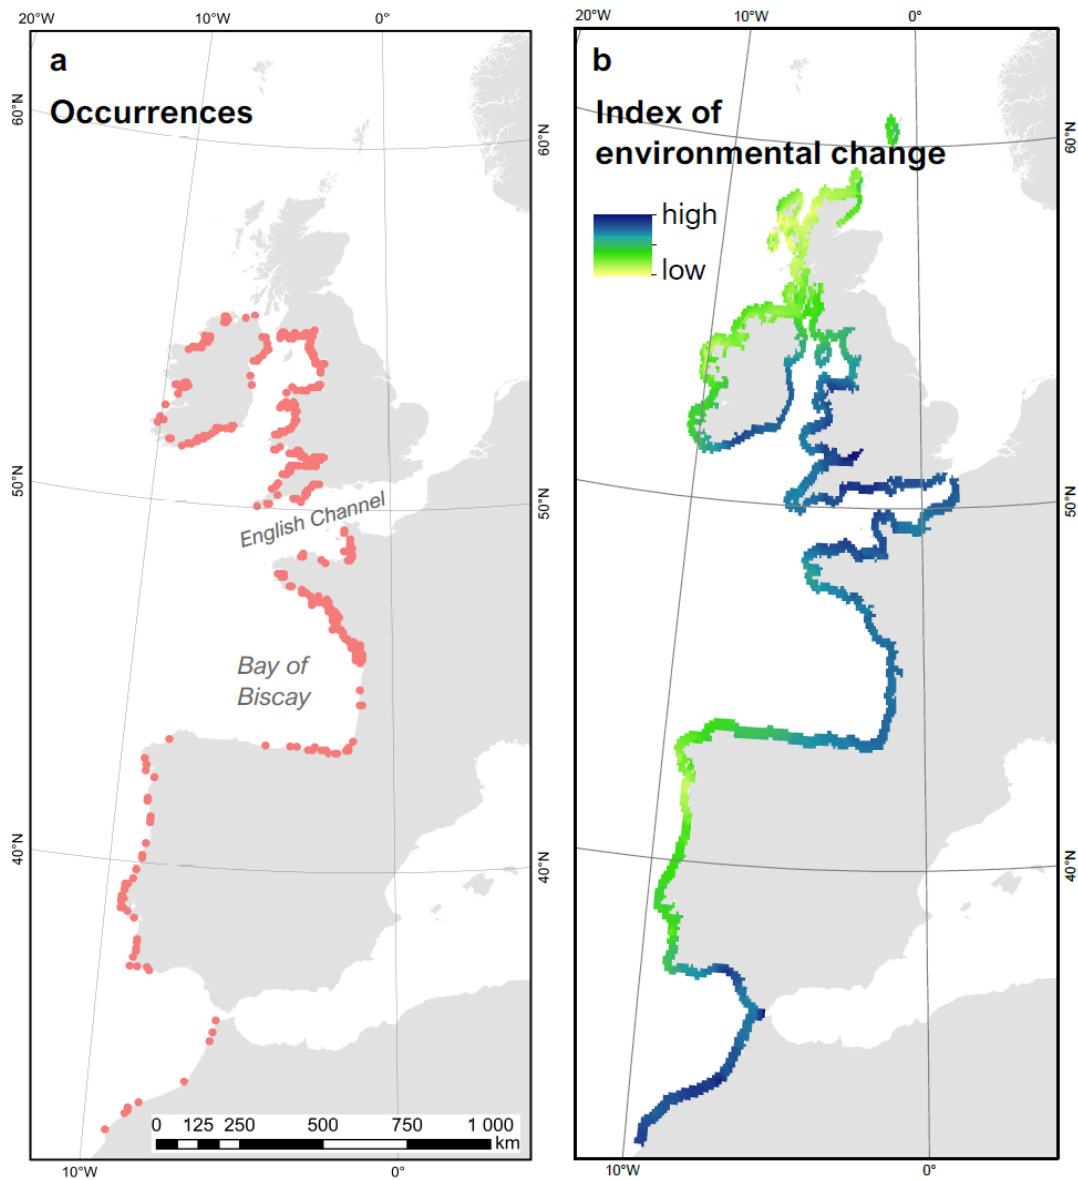 20°W 10°W 0°
a
Occurrences
60°N
60°N
50°N
50°N
English Channel
Bay of
Biscay
40°N
40°N
0 125 250 500 750 1 000
km
10°W 0°
20°W 10°W 0°
b
Index of
environmental change
high
low
60°N
50°N
40°N
10°W 0°